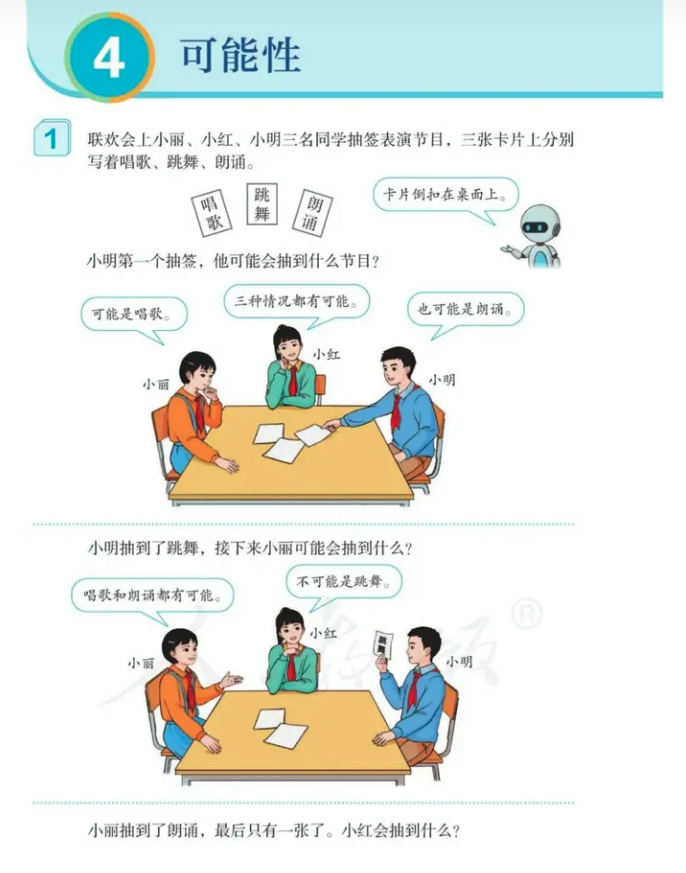 4 可能性
1 联欢会上小丽、小红、小明三名同学抽签表演节目，三张卡片上分别
写着唱歌、跳舞、朗诵。
唱歌
跳舞
朗诵
卡片倒扣在桌面上。
小明第一个抽签，他可能会抽到什么节目？
可能是唱歌。
三种情况都有可能。
也可能是朗诵。
小丽
小红
小明
小明抽到了跳舞，接下来小丽可能会抽到什么？
唱歌和朗诵都有可能。
不可能是跳舞。
小丽
小红
跳舞
小明
®
小丽抽到了朗诵，最后只有一张了。小红会抽到什么？